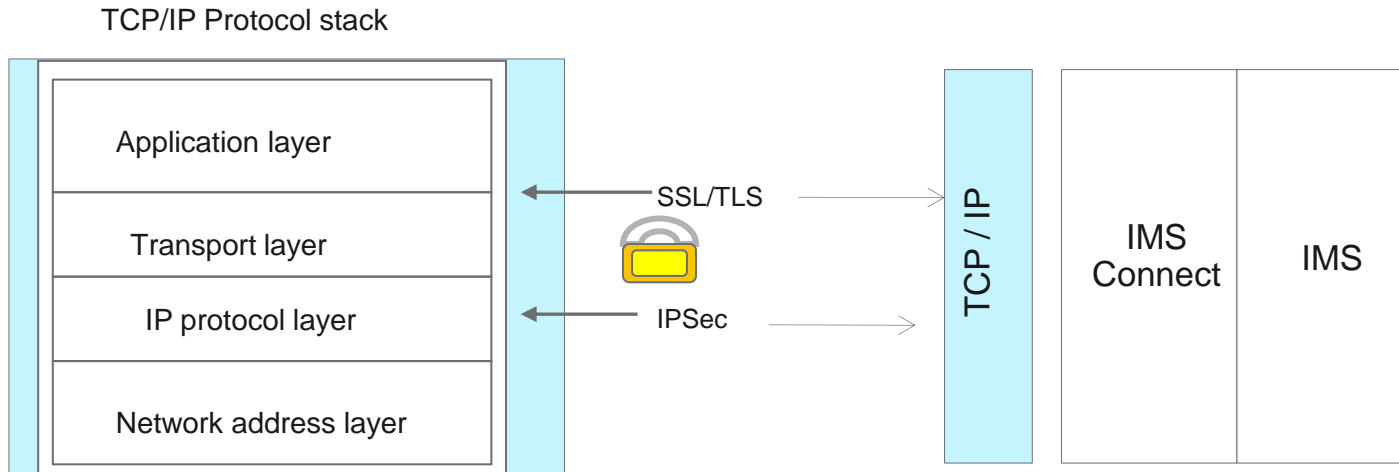 TCP/IP Protocol stack
Application layer
Transport layer
IP protocol layer
Network address layer
SSL/TLS
IPSec
TCP / IP
IMS
Connect
IMS